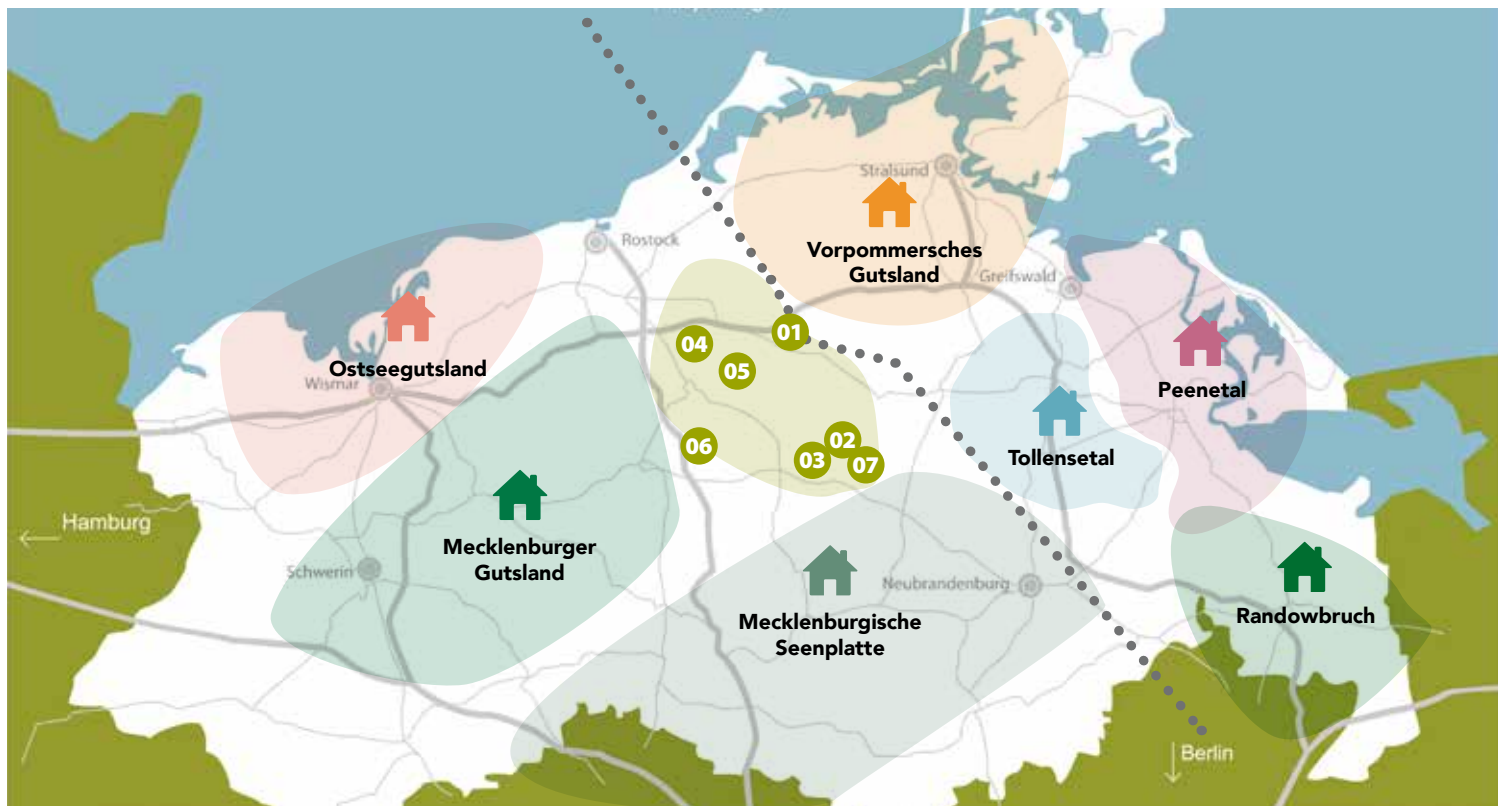 Stralsund
Vorpommersches
Gutsland
Rostock
Greifswald
01
04
05
Ostseegutsland
Wismar
Peenetal
02
06
03
07
Tollensetal
Hamburg
Mecklenburger
Gutsland
Schwerin
Neubrandenburg
Mecklenburgische
Seenplatte
Randowbruch
Berlin